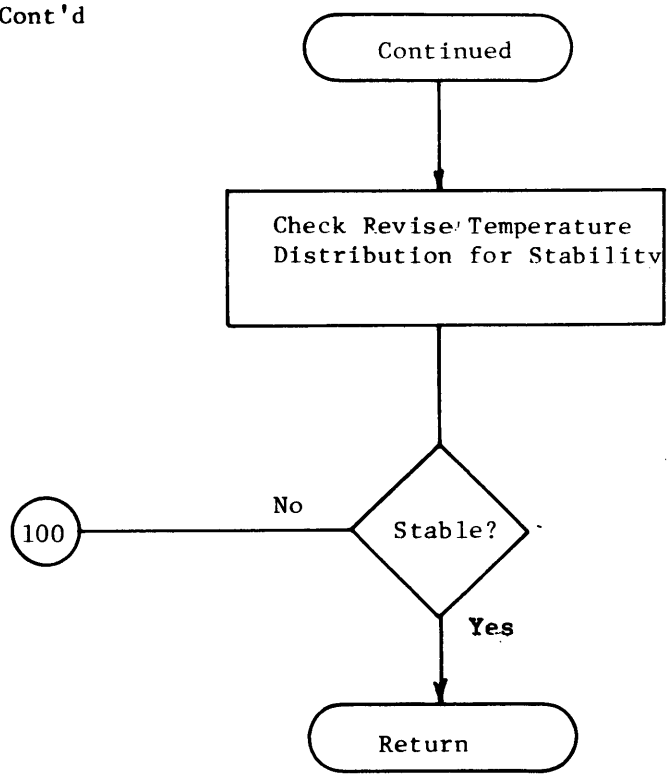 Cont'd
Continued
Check Revise Temperature
Distribution for Stability
No
100
Stable?
Yes
Return